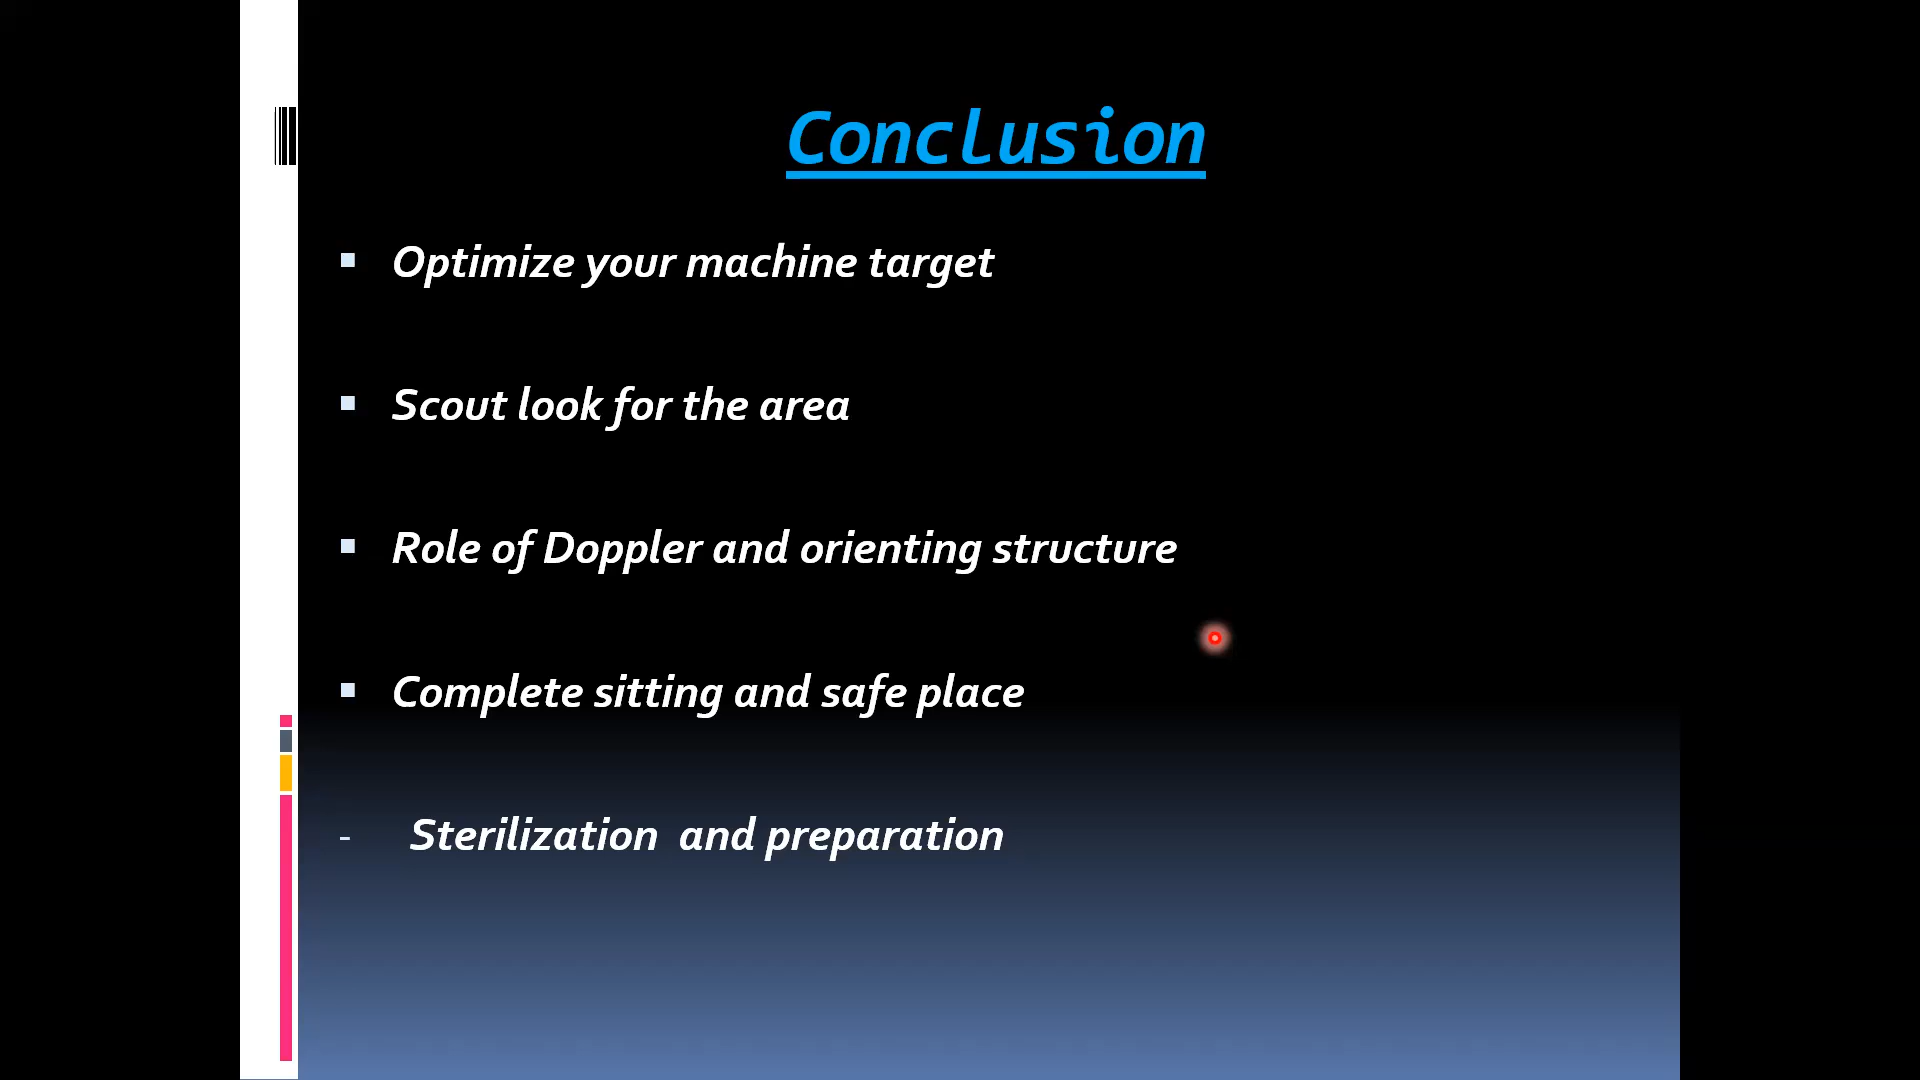 Conclusion
Optimize your machine target
Scout look for the area
Role of Doppler and orienting structure
Complete sitting and safe place
- Sterilization and preparation